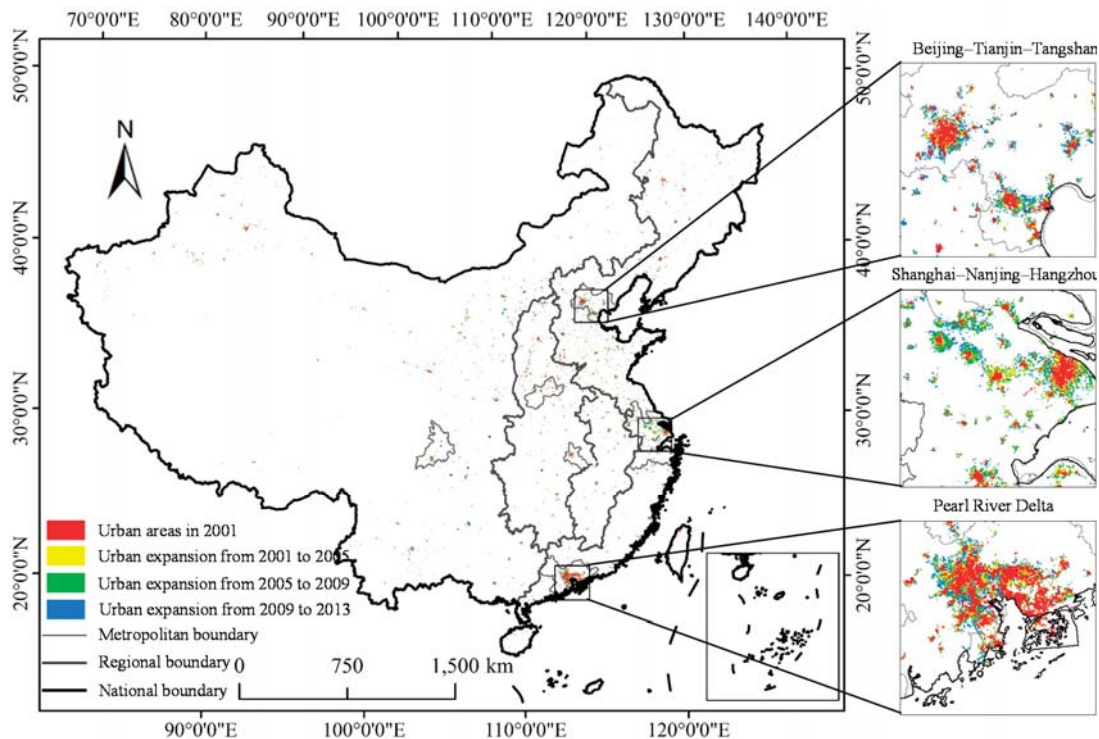 70°0'0"E 80°0'0"E 90°0'0"E 100°0'0"E 110°0'0"E 120°0'0"E 130°0'0"E 140°0'0"E
50°0'0"N
40°0'0"N
30°0'0"N
20°0'0"N
50°0'0"N
40°0'0"N
30°0'0"N
20°0'0"N
N
Beijing–Tianjin–Tangshan
Shanghai–Nanjing–Hangzhou
Pearl River Delta
Urban areas in 2001
Urban expansion from 2001 to 2005
Urban expansion from 2005 to 2009
Urban expansion from 2009 to 2013
Metropolitan boundary
Regional boundary
National boundary
0 750 1,500 km
90°0'0"E 100°0'0"E 110°0'0"E 120°0'0"E